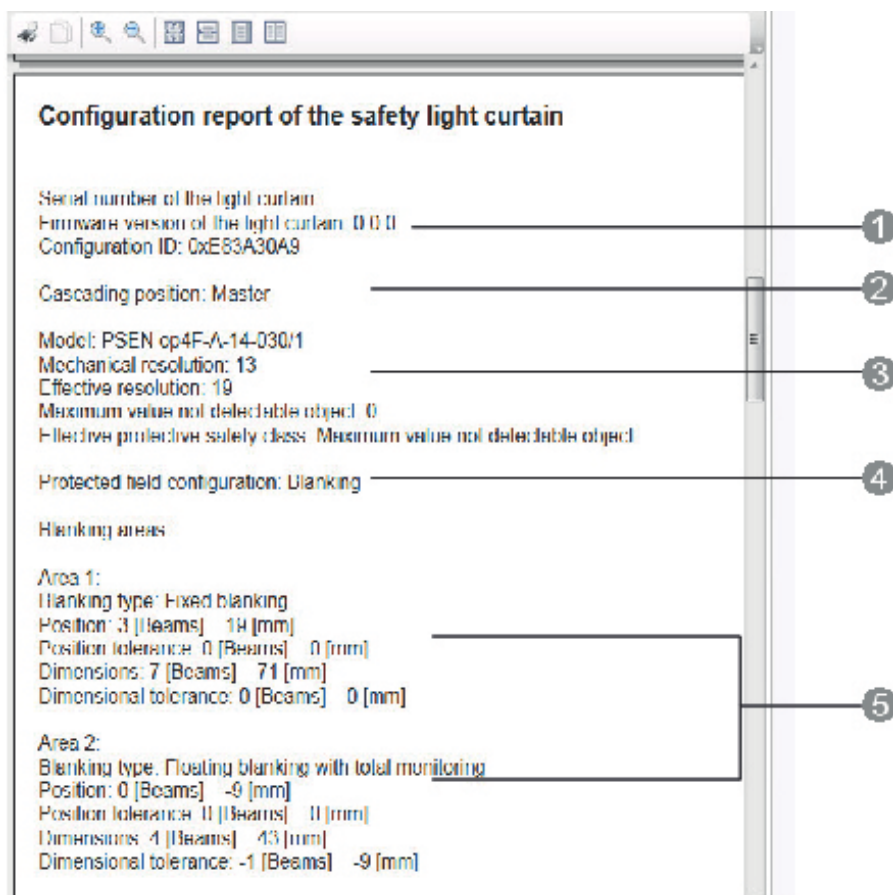 Configuration report of the safety light curtain
Serial number of the light curtain
Firmware version of the light curtain: 0.0.0
Configuration ID: 0xE83A30A9
Cascading position: Master
Model: PSEN op4F-A-14-030/1
Mechanical resolution: 13
Effective resolution: 19
Maximum value not detectable object: 0
Effective protective safety class: Maximum value not detectable object
Protected field configuration: Blanking
Blanking areas
Area 1:
Blanking type: Fixed blanking
Position: 3 [Beams] 19 [mm]
Position tolerance: 0 [Beams] 0 [mm]
Dimensions: 7 [Beams] 71 [mm]
Dimensional tolerance: 0 [Beams] 0 [mm]
Area 2:
Blanking type: Floating blanking with total monitoring
Position: 0 [Beams] -9 [mm]
Position tolerance: 0 [Beams] 0 [mm]
Dimensions: 4 [Beams] 43 [mm]
Dimensional tolerance: -1 [Beams] -9 [mm]
1
2
3
4
5